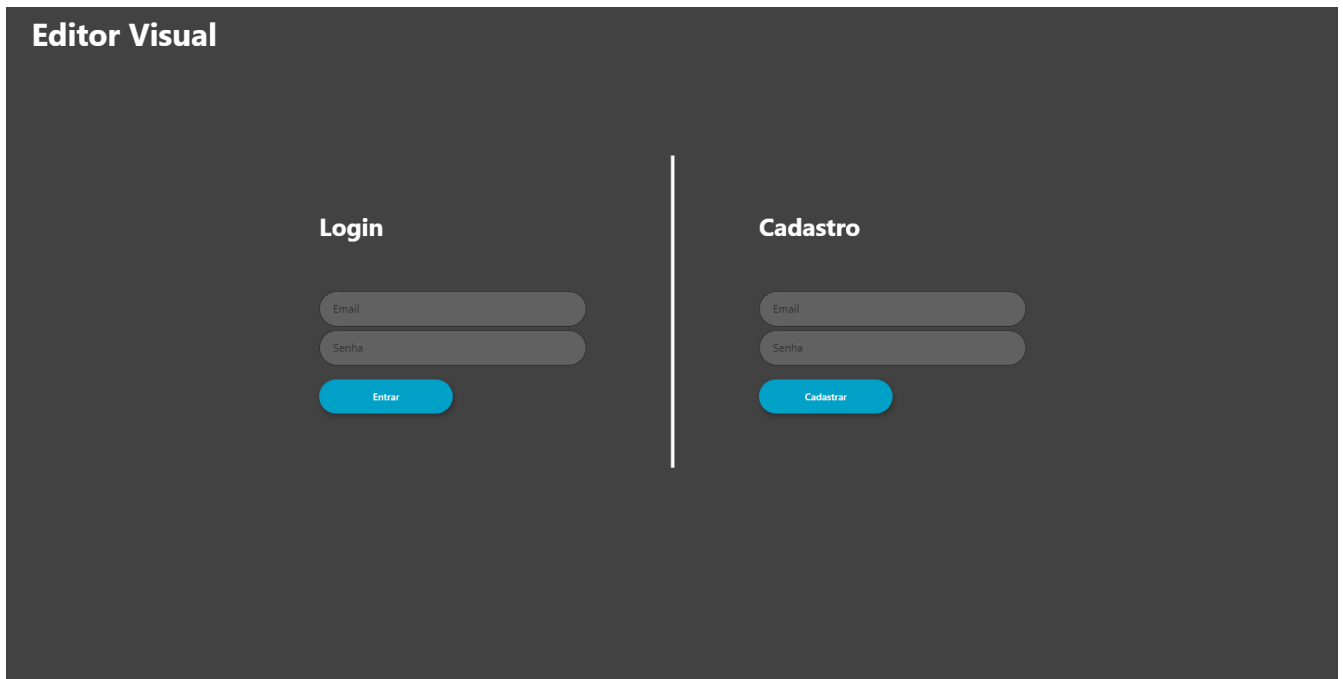 Editor Visual
Login
Email
Senha
Entrar
Cadastro
Email
Senha
Cadastrar